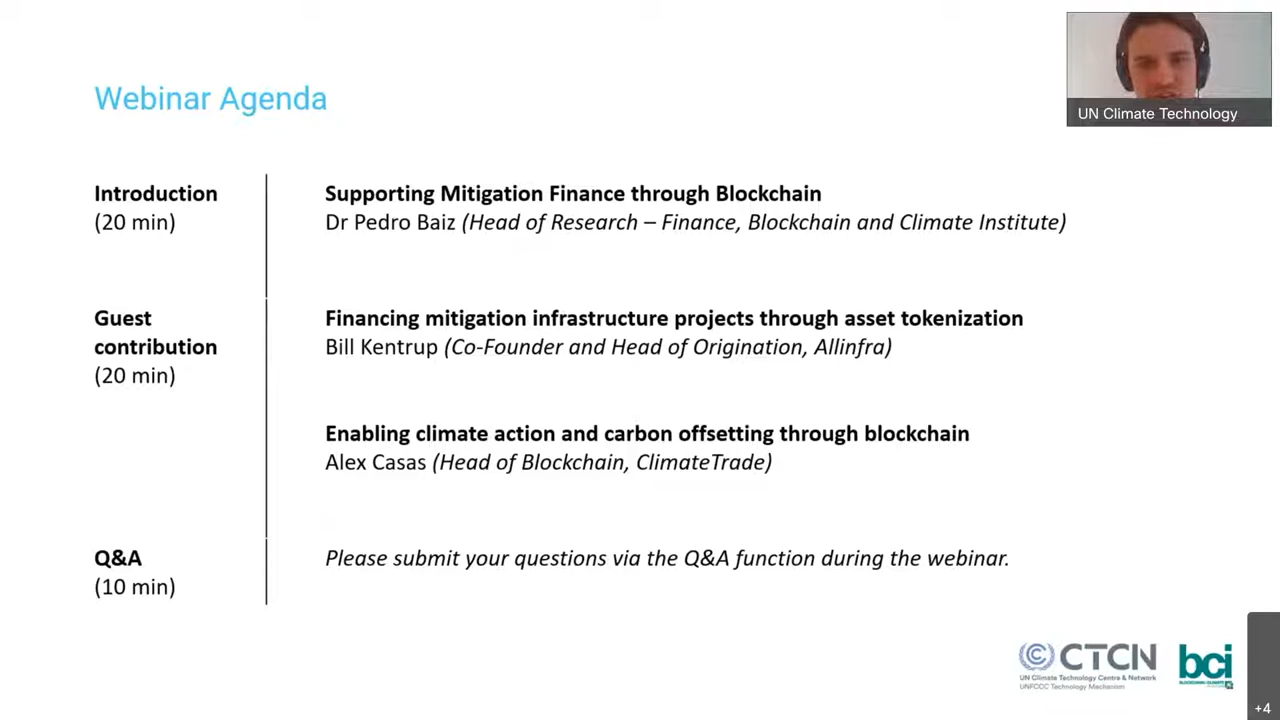 Webinar Agenda
UN Climate Technology
Introduction
(20 min)
Supporting Mitigation Finance through Blockchain
Dr Pedro Baiz (Head of Research – Finance, Blockchain and Climate Institute)
Guest
contribution
(20 min)
Financing mitigation infrastructure projects through asset tokenization
Bill Kentrup (Co-Founder and Head of Origination, Allinfra)
Enabling climate action and carbon offsetting through blockchain
Alex Casas (Head of Blockchain, ClimateTrade)
Q&A
(10 min)
Please submit your questions via the Q&A function during the webinar.
CTCN
UN Climate Technology Centre & Network
UNFCCC Technology Mechanism
bci
BLOCKCHAIN & CLIMATE
+4